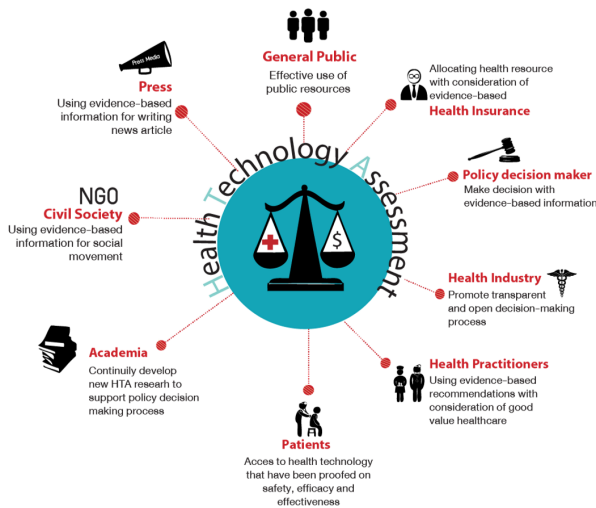 General Public
Effective use of
public resources
Allocating health resource
with consideration of
evidence-based
Health Insurance
Policy decision maker
Make decision with
evidence-based information
Health Industry
Promote transparent
and open decision-making
process
Health Practitioners
Using evidence-based
recommendations with
consideration of good
value healthcare
Patients
Acces to health technology
that have been proofed on
safety, efficacy and
effectiveness
Academia
Continuily develop
new HTA researh to
support policy decision
making process
NGO
Civil Society
Using evidence-based
information for social
movement
Press Media
Press
Using evidence-based
information for writing
news article
Health Technology Assessment
$